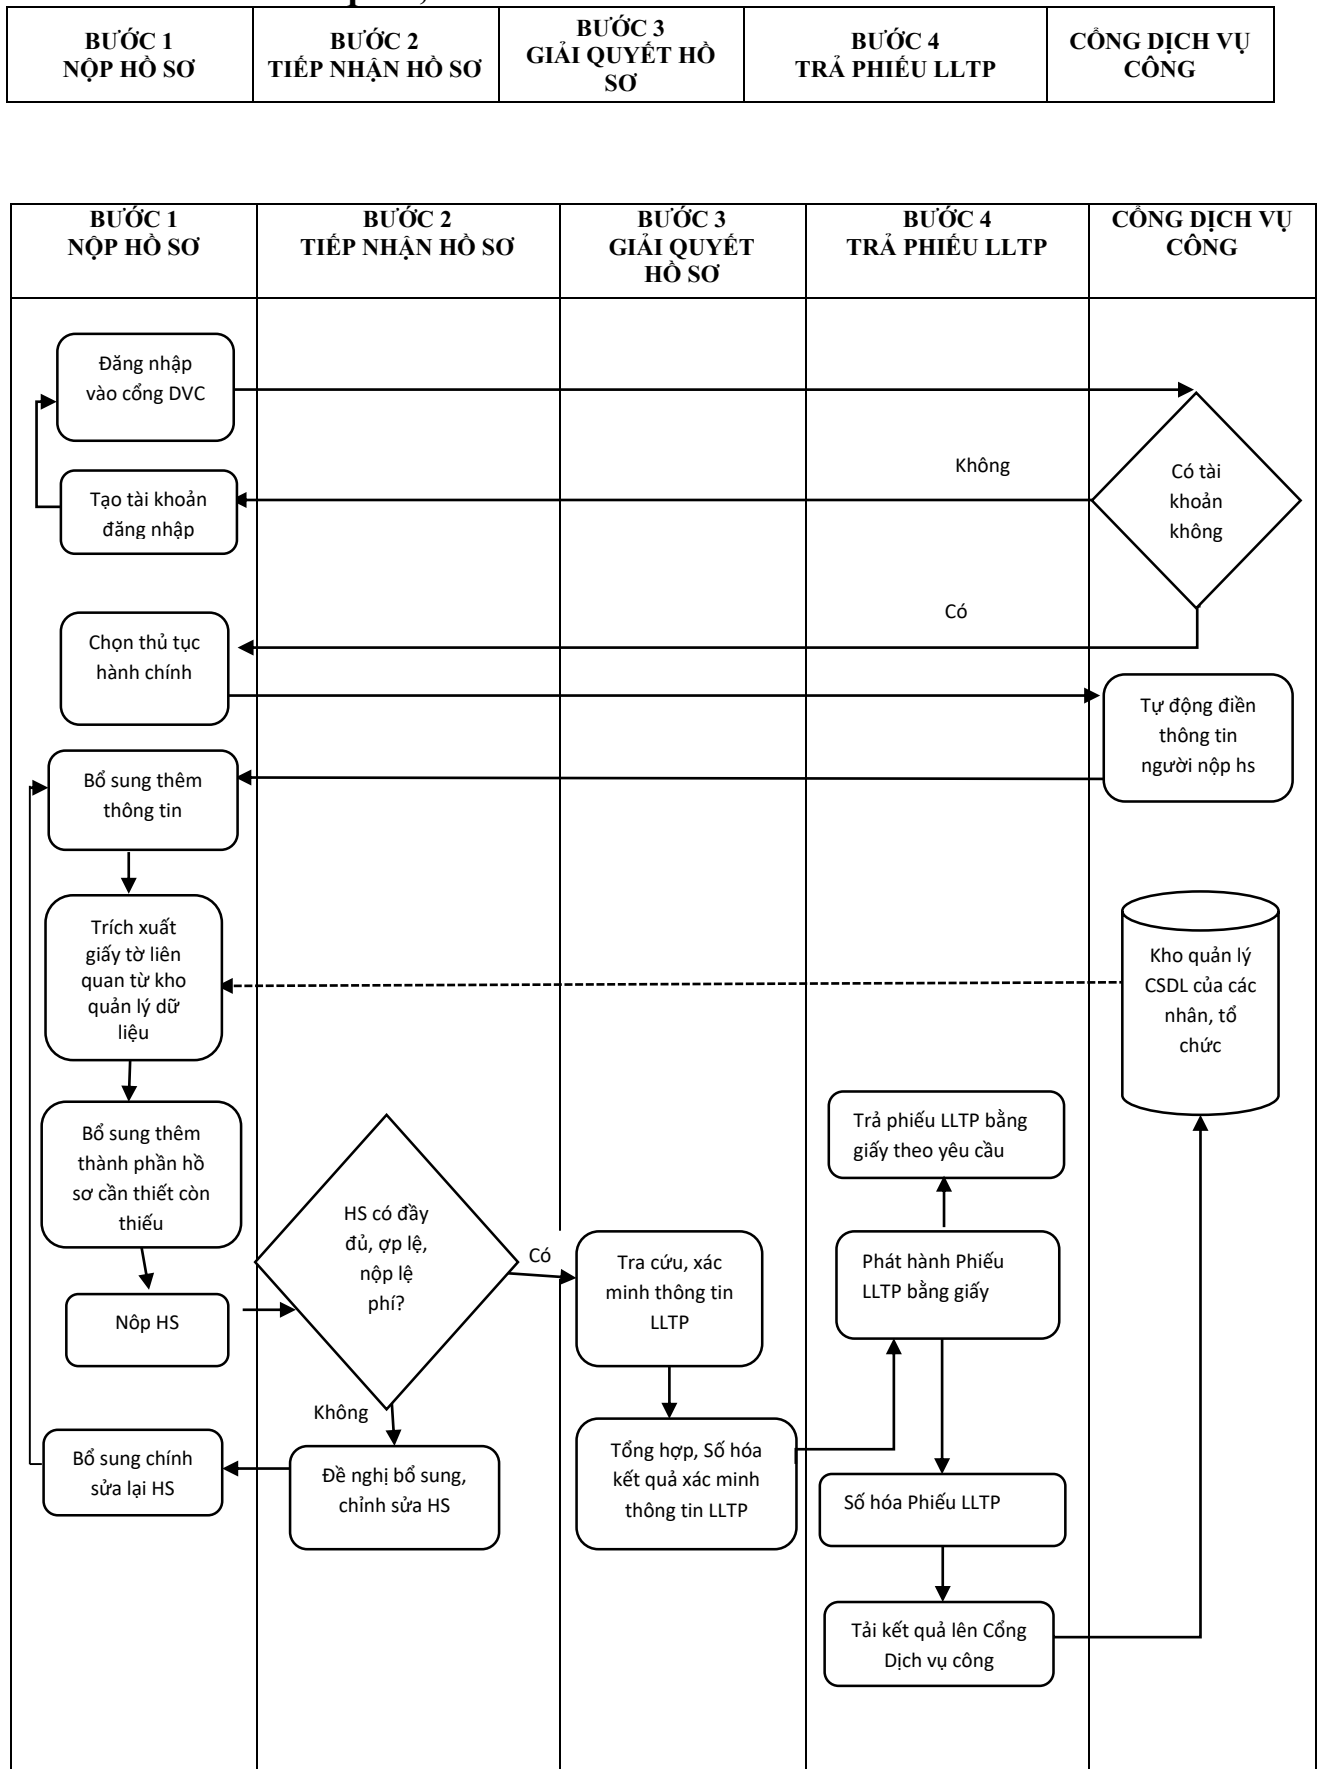 BƯỚC 1
NỘP HỒ SƠ
BƯỚC 2
TIẾP NHẬN HỒ SƠ
BƯỚC 3
GIẢI QUYẾT HỒ
SƠ
BƯỚC 4
TRẢ PHIẾU LLTP
CỔNG DỊCH VỤ
CÔNG
BƯỚC 1
NỘP HỒ SƠ
BƯỚC 2
TIẾP NHẬN HỒ SƠ
BƯỚC 3
GIẢI QUYẾT
HỒ SƠ
BƯỚC 4
TRẢ PHIẾU LLTP
CỔNG DỊCH VỤ
CÔNG
Đăng nhập
vào cổng DVC
Không
Có tài
khoản
không
Tạo tài khoản
đăng nhập
Có
Chọn thủ tục
hành chính
Tự động điền
thông tin
người nộp hs
Bổ sung thêm
thông tin
Trích xuất
giấy tờ liên
quan từ kho
quản lý dữ
liệu
Kho quản lý
CSDL của các
nhân, tổ
chức
Bổ sung thêm
thành phần hồ
sơ cần thiết còn
thiếu
Trả phiếu LLTP bằng
giấy theo yêu cầu
HS có đầy
đủ, ợp lệ,
nộp lệ
phí?
Có
Tra cứu, xác
minh thông tin
LLTP
Phát hành Phiếu
LLTP bằng giấy
Nôp HS
Không
Bổ sung chính
sửa lại HS
Đề nghị bổ sung,
chỉnh sửa HS
Tổng hợp, Số hóa
kết quả xác minh
thông tin LLTP
Số hóa Phiếu LLTP
Tải kết quả lên Cổng
Dịch vụ công